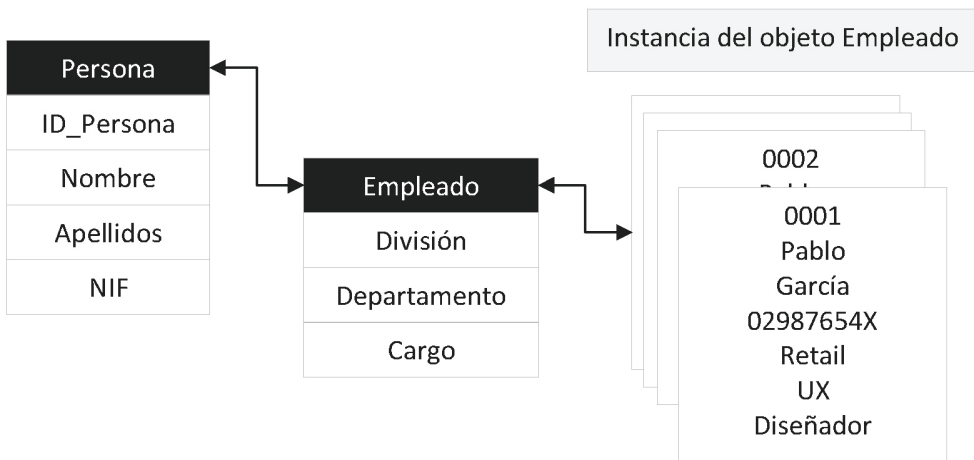 Instancia del objeto Empleado
Persona
ID_Persona
Nombre
Apellidos
NIF
Empleado
División
Departamento
Cargo
0002
0001
Pablo
García
02987654X
Retail
UX
Diseñador